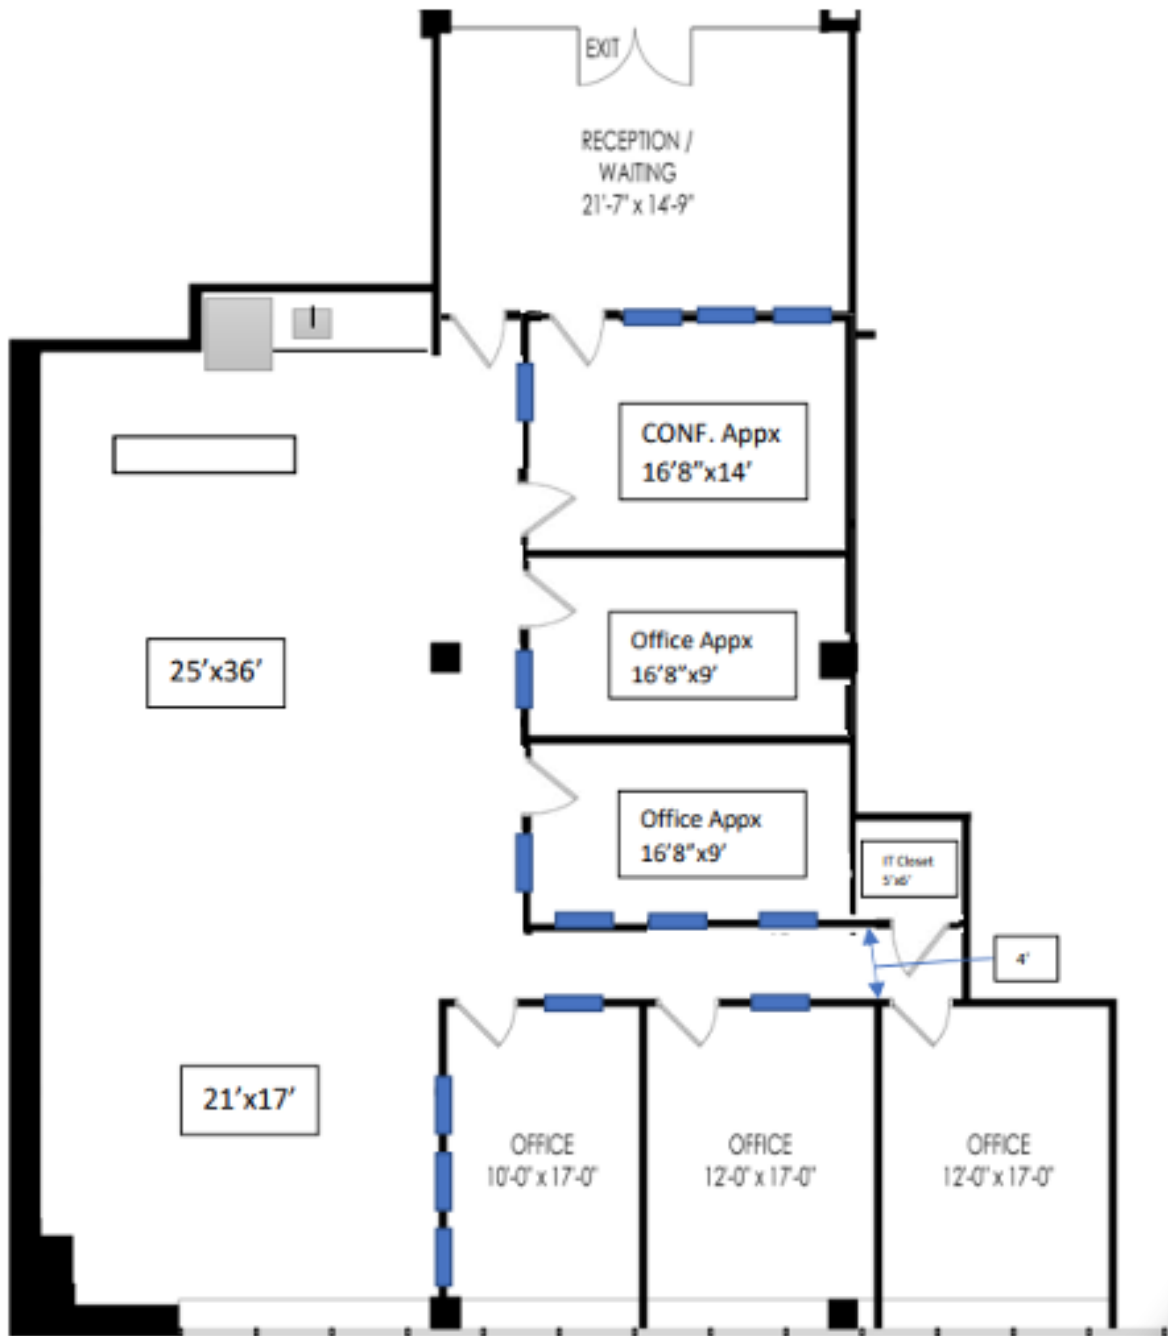 EXIT
RECEPTION /
WAITING
21'-7" x 14'-9"
CONF. Appx
16'8"x14'
Office Appx
16'8"x9'
25'x36'
Office Appx
16'8"x9'
IT Closet
5'x6'
4'
21'x17'
OFFICE
10'-0" x 17'-0"
OFFICE
12'-0" x 17'-0"
OFFICE
12'-0" x 17'-0"